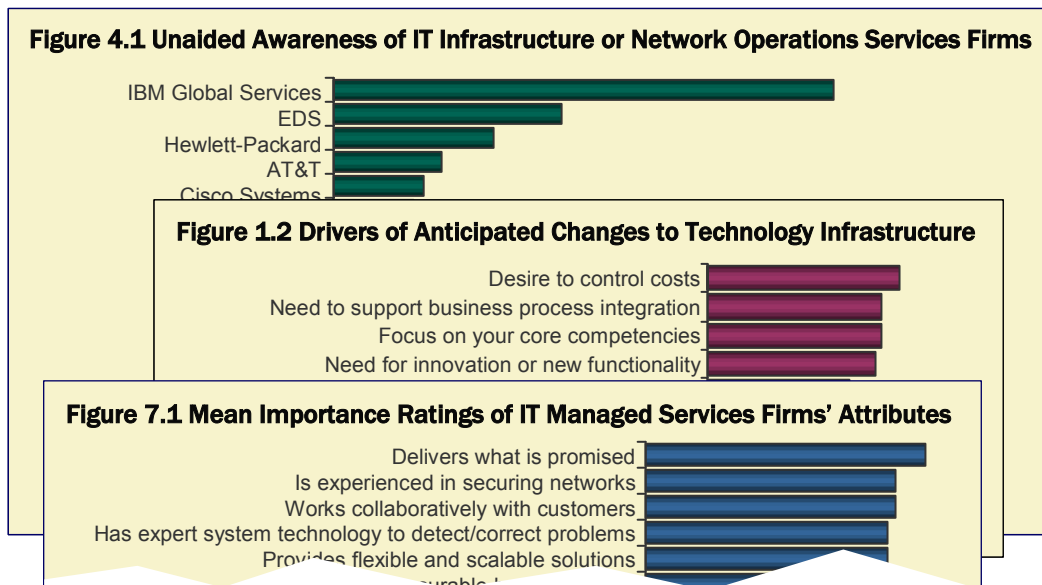 Figure 4.1 Unaided Awareness of IT Infrastructure or Network Operations Services Firms
IBM Global Services
EDS
Hewlett-Packard
AT&T
Cisco Systems
Figure 1.2 Drivers of Anticipated Changes to Technology Infrastructure
Desire to control costs
Need to support business process integration
Focus on your core competencies
Need for innovation or new functionality
Figure 7.1 Mean Importance Ratings of IT Managed Services Firms’ Attributes
Delivers what is promised
Is experienced in securing networks
Works collaboratively with customers
Has expert system technology to detect/correct problems
Provides flexible and scalable solutions